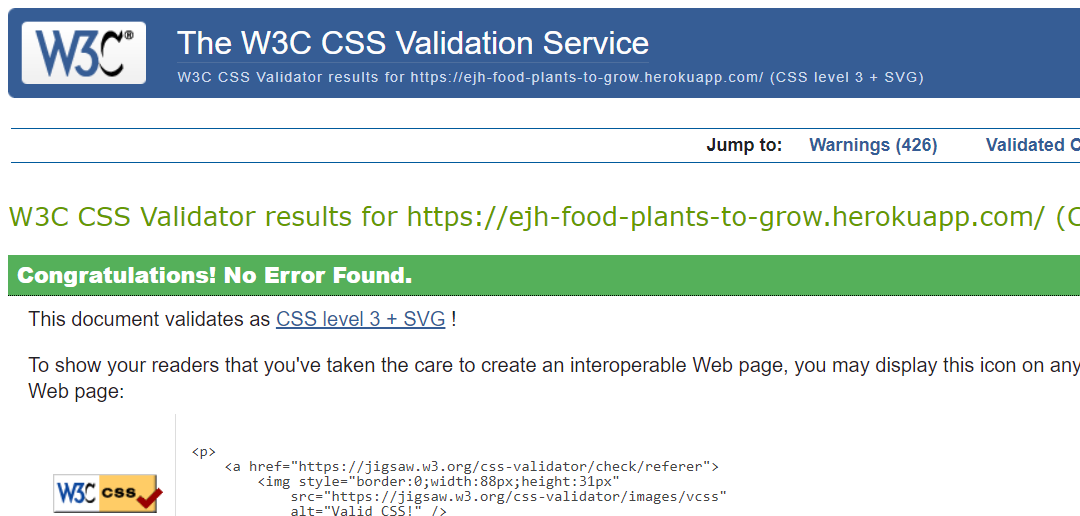 W3C®
The W3C CSS Validation Service
W3C CSS Validator results for https://ejh-food-plants-to-grow.herokuapp.com/ (CSS level 3 + SVG)
Jump to: Warnings (426) Validated C
W3C CSS Validator results for https://ejh-food-plants-to-grow.herokuapp.com/ (C
Congratulations! No Error Found.
This document validates as CSS level 3 + SVG !
To show your readers that you've taken the care to create an interoperable Web page, you may display this icon on any
Web page:
<p>
<a href="https://jigsaw.w3.org/css-validator/check/referer">
<img style="border:0;width:88px;height:31px"
src="https://jigsaw.w3.org/css-validator/images/vcss"
alt="Valid CSS!" />
W3C css